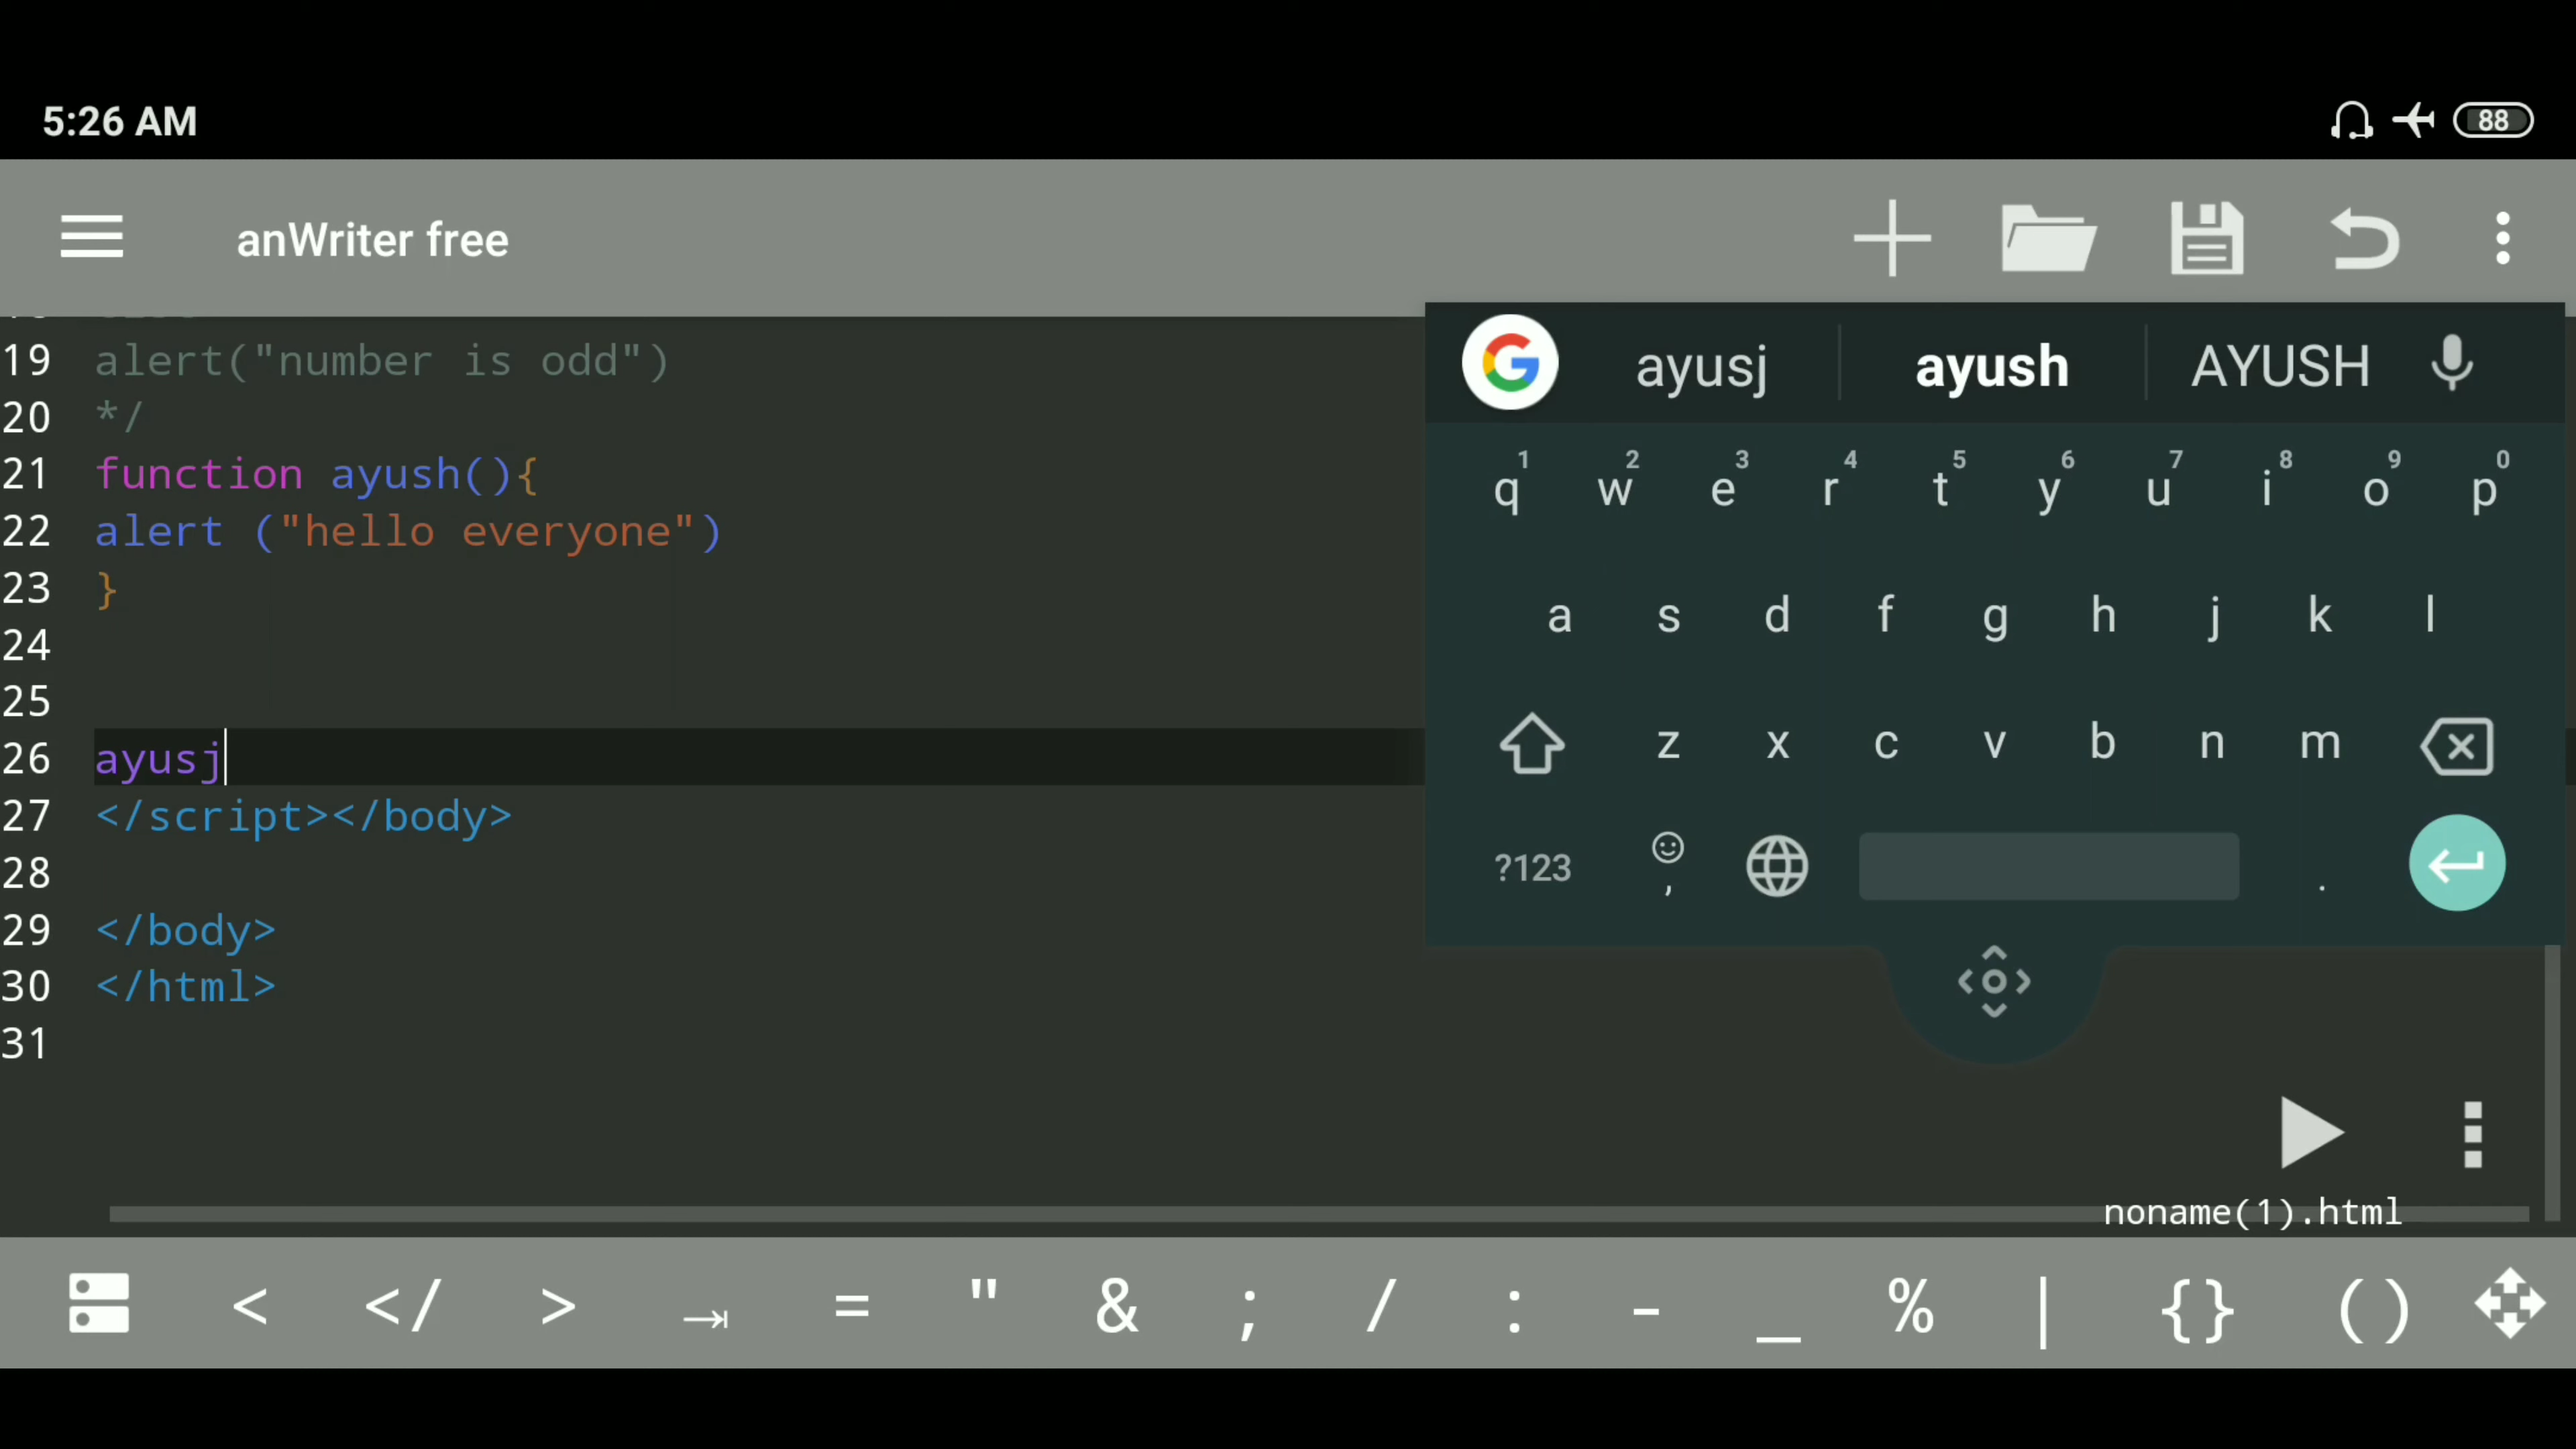 5:26 AM
88
anWriter free
19 alert("number is odd")
20 */
21 function ayush(){
22 alert ("hello everyone")
23 }
24
25
26 ayusj
27 </script></body>
28
29 </body>
30 </html>
31
ayusj ayush AYUSH
1 2 3 4 5 6 7 8 9 0
q w e r t y u i o p
a s d f g h j k l
z x c v b n m
?123 , .
noname(1).html
< </ > = " & ; / : - _ % | {} ()